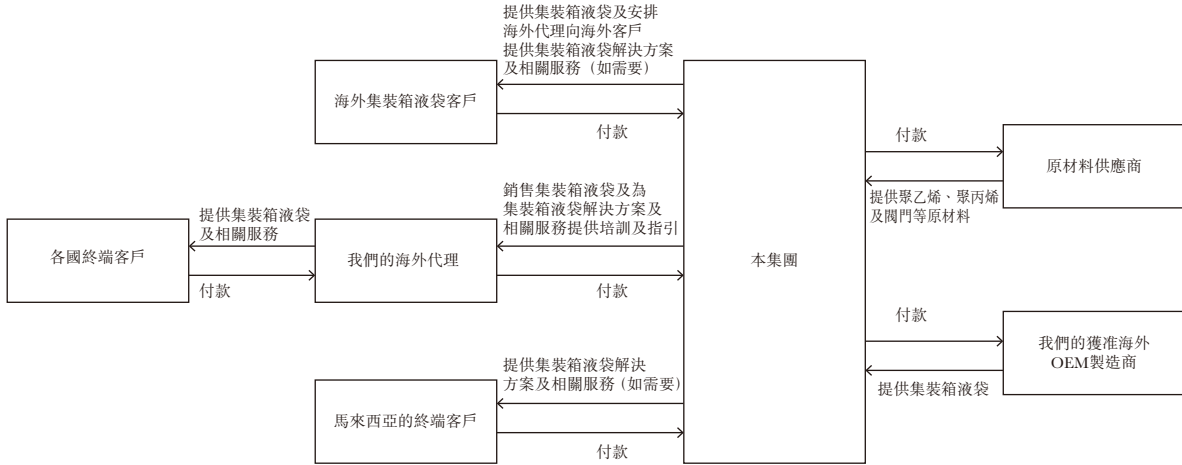 提供集裝箱液袋及安排
海外代理向海外客戶
提供集裝箱液袋解決方案
及相關服務（如需要）
海外集裝箱液袋客戶
付款
付款
原材料供應商
提供聚乙烯、聚丙烯
及閥門等原材料
銷售集裝箱液袋及為
集裝箱液袋解決方案及
相關服務提供培訓及指引
提供集裝箱液袋
及相關服務
各國終端客戶
我們的海外代理
本集團
付款
付款
付款
我們的獲准海外
OEM製造商
提供集裝箱液袋
提供集裝箱液袋解決
方案及相關服務（如需要）
馬來西亞的終端客戶
付款